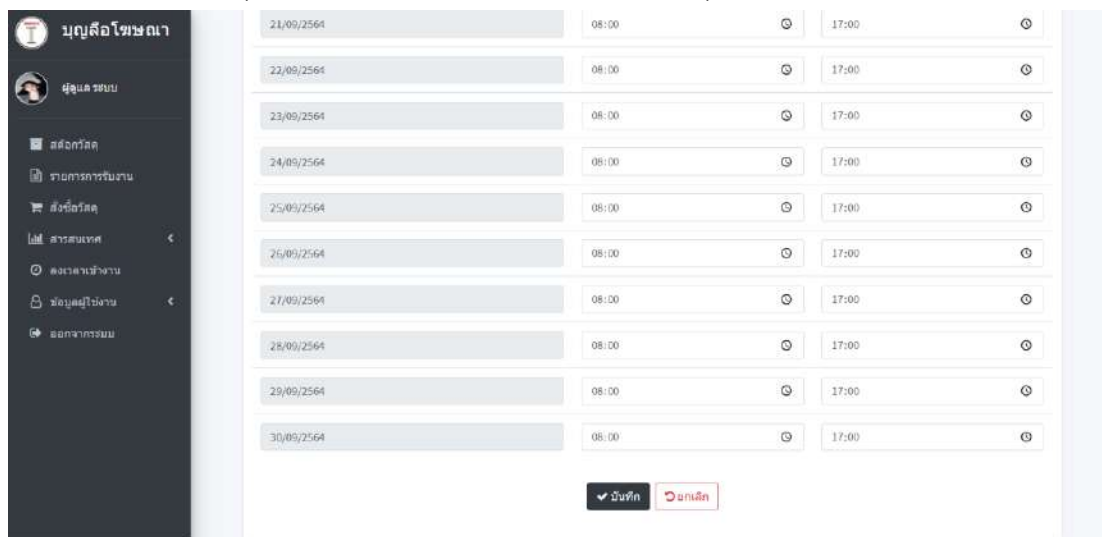 บุญลือโฆษณา
ผู้ดูแล ระบบ
สต๊อกวัสดุ
รายการการรับงาน
สั่งซื้อวัสดุ
สารสนเทศ
ลงเวลาเข้างาน
ข้อมูลผู้ใช้งาน
ออกจากระบบ
21/09/2564 08:00 17:00
22/09/2564 08:00 17:00
23/09/2564 08:00 17:00
24/09/2564 08:00 17:00
25/09/2564 08:00 17:00
26/09/2564 08:00 17:00
27/09/2564 08:00 17:00
28/09/2564 08:00 17:00
29/09/2564 08:00 17:00
30/09/2564 08:00 17:00
บันทึก ยกเลิก